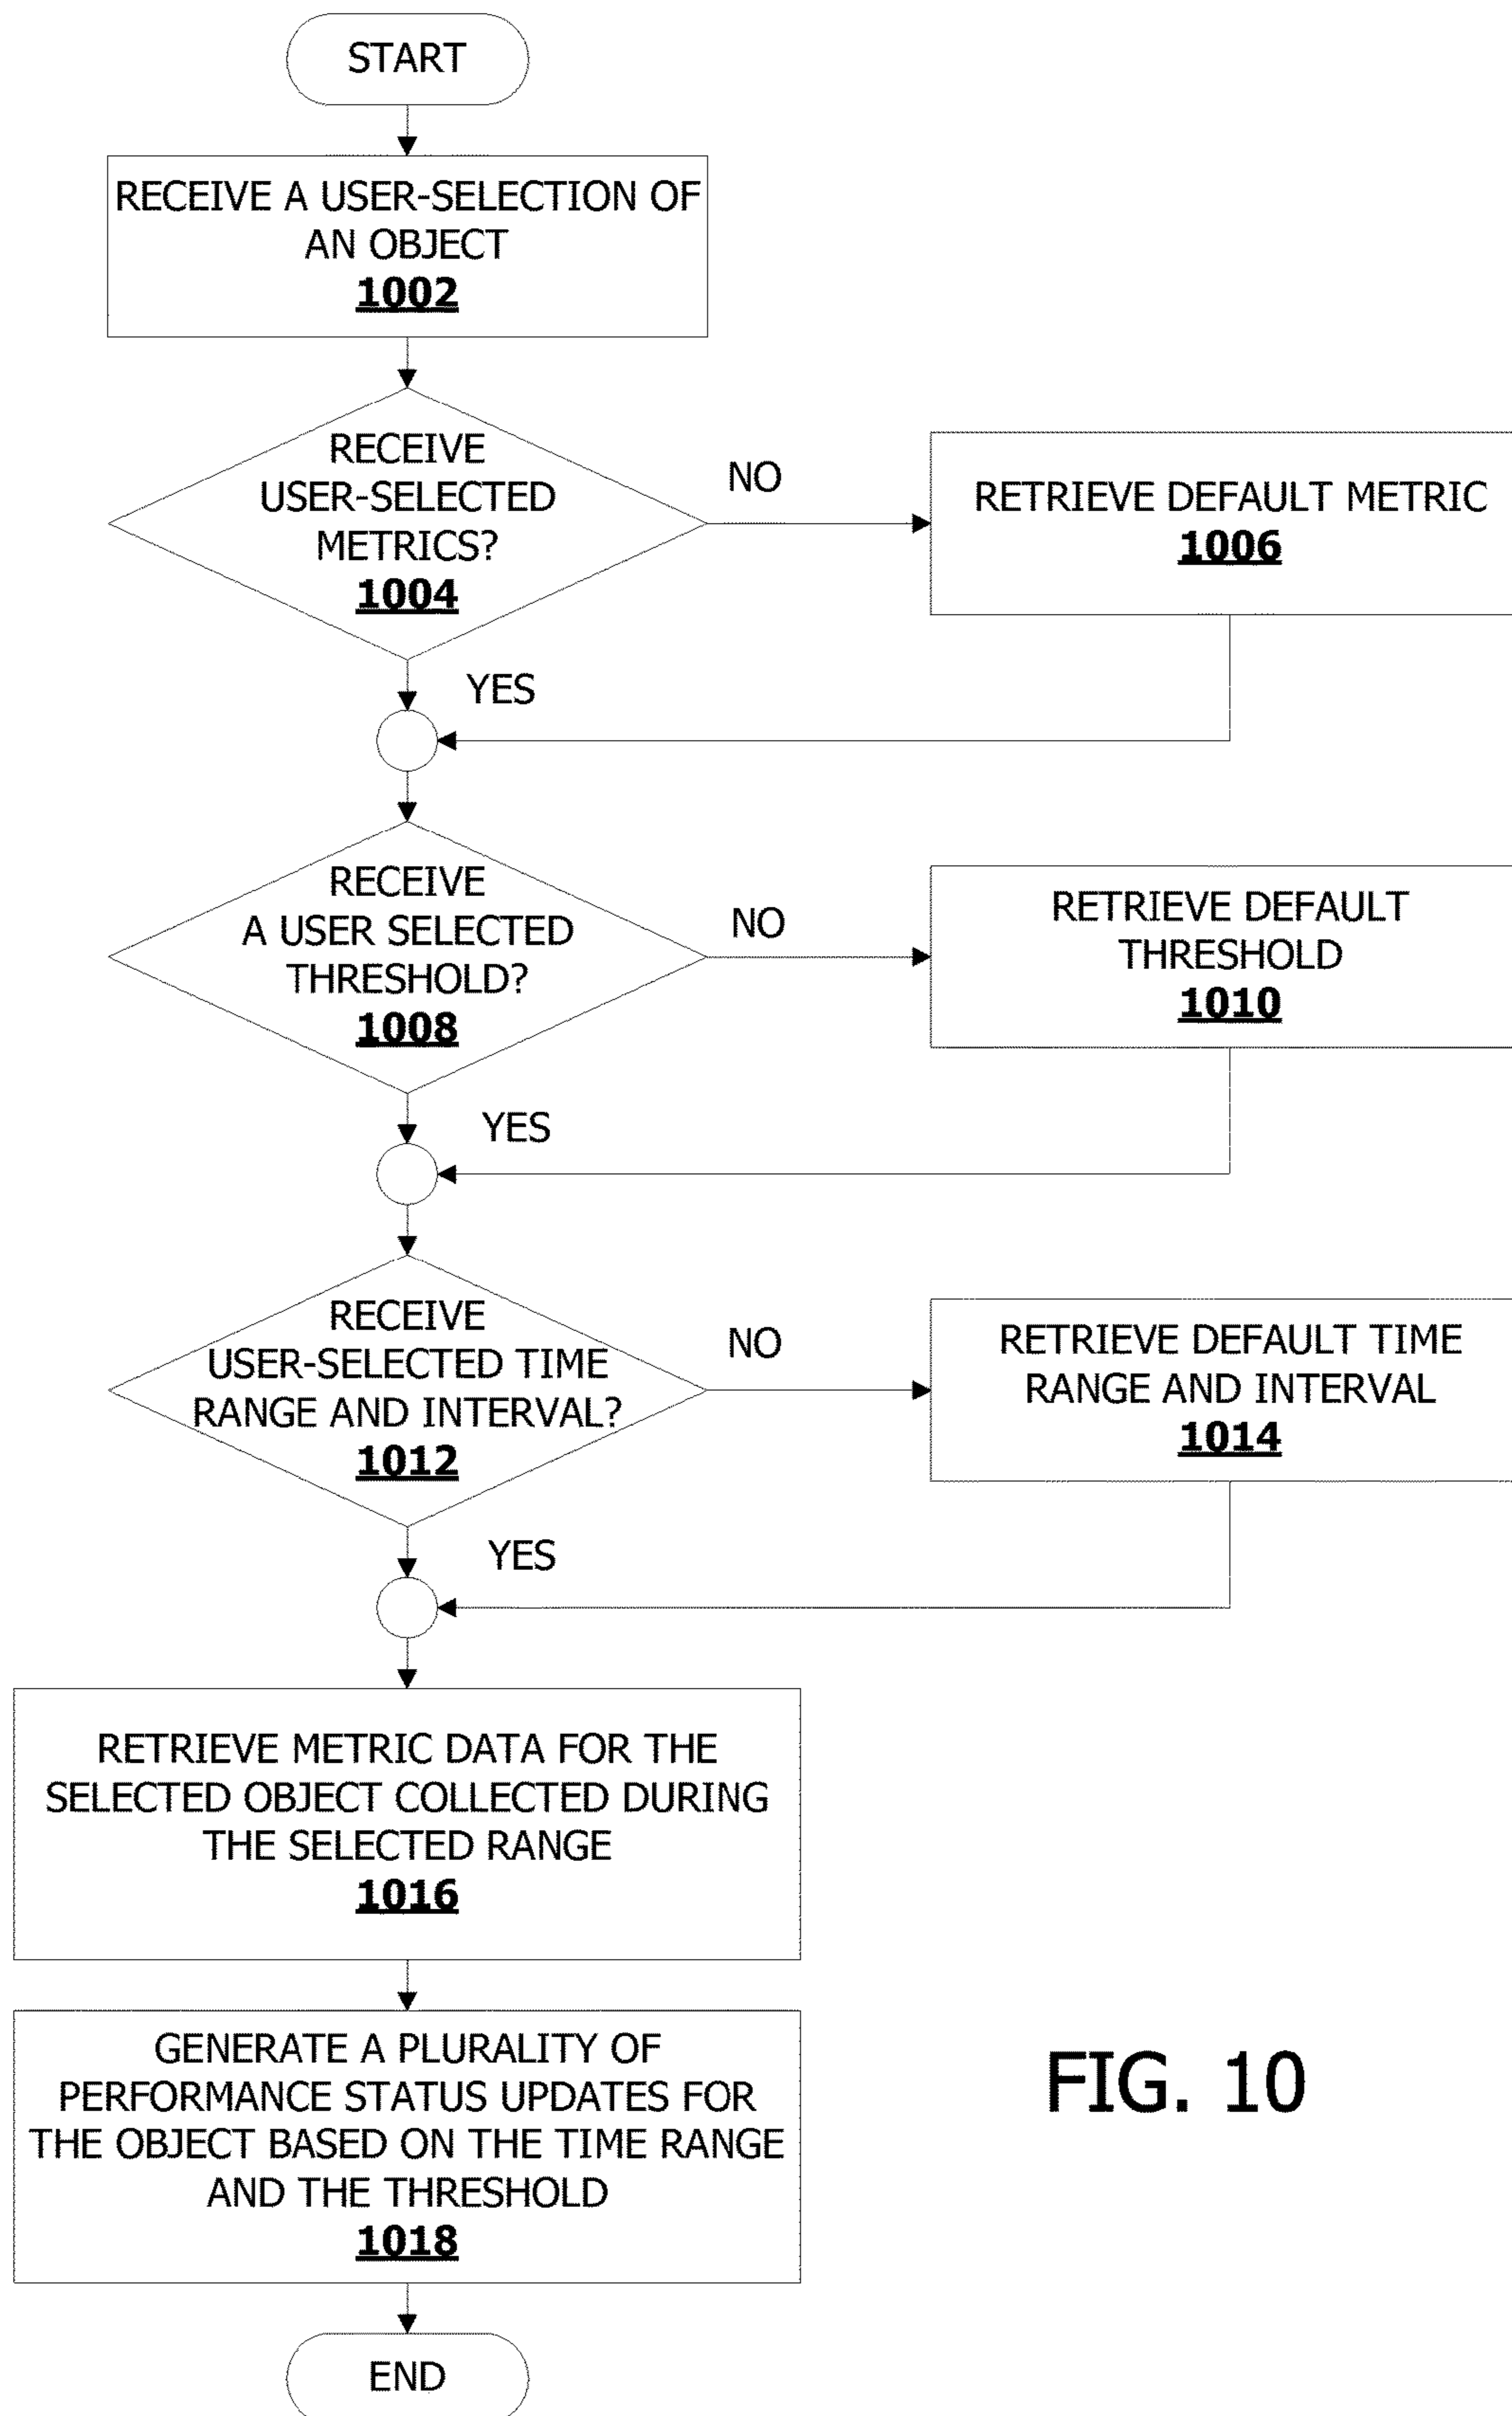 START
RECEIVE A USER-SELECTION OF
AN OBJECT
1002
RECEIVE
USER-SELECTED
METRICS?
1004
NO
RETRIEVE DEFAULT METRIC
1006
YES
RECEIVE
A USER SELECTED
THRESHOLD?
1008
NO
RETRIEVE DEFAULT
THRESHOLD
1010
YES
RECEIVE
USER-SELECTED TIME
RANGE AND INTERVAL?
1012
NO
RETRIEVE DEFAULT TIME
RANGE AND INTERVAL
1014
YES
RETRIEVE METRIC DATA FOR THE
SELECTED OBJECT COLLECTED DURING
THE SELECTED RANGE
1016
GENERATE A PLURALITY OF
PERFORMANCE STATUS UPDATES FOR
THE OBJECT BASED ON THE TIME RANGE
AND THE THRESHOLD
1018
FIG. 10
END